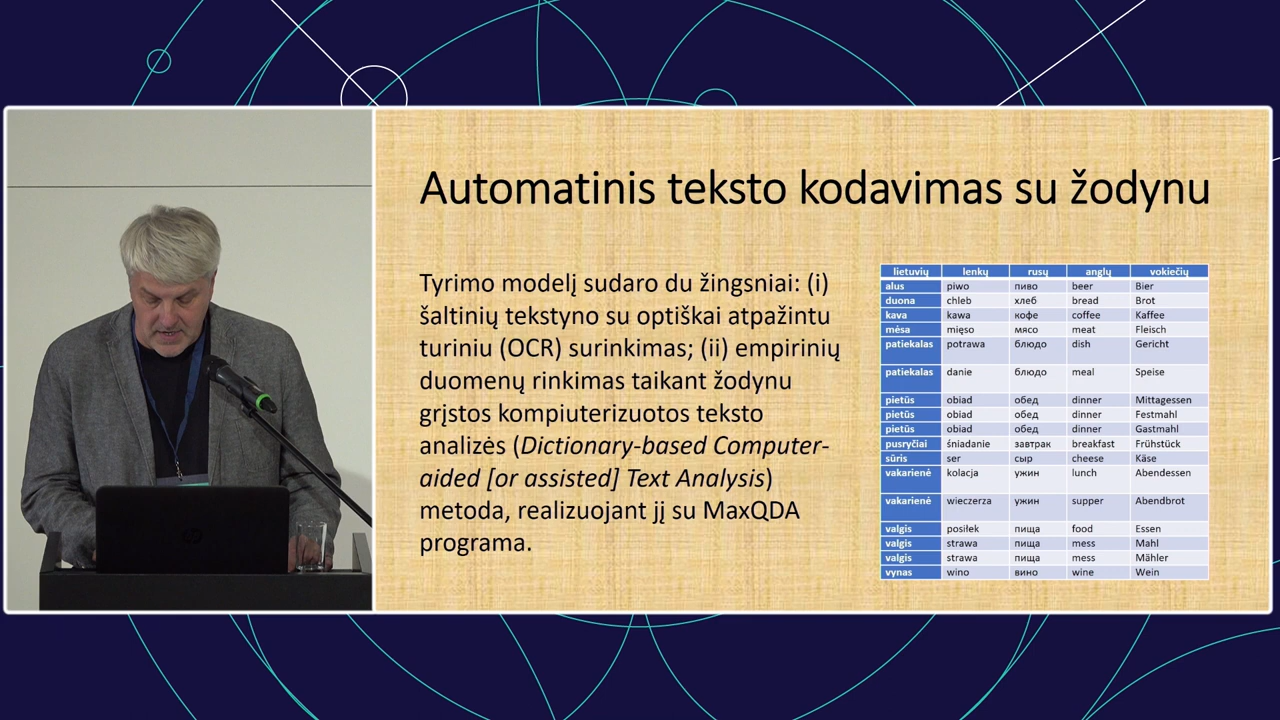 Automatinis teksto kodavimas su žodynu
Tyrimo modelį sudaro du žingsniai: (i)
šaltinių tekstyno su optiškai atpažintu
turiniu (OCR) surinkimas; (ii) empirinių
duomenų rinkimas taikant žodynu
grįstos kompiuterizuotos teksto
analizės (Dictionary-based Computer-
aided [or assisted] Text Analysis)
metoda, realizuojant jį su MaxQDA
programa.
lietuvių lenkų rusų anglų vokiečių
alus piwo пиво beer Bier
duona chleb хлеб bread Brot
kava kawa кофе coffee Kaffee
mėsa mięso мясо meat Fleisch
patiekalas potrawa блюдо dish Gericht
patiekalas danie блюдо meal Speise
pietūs obiad обед dinner Mittagessen
pietūs obiad обед dinner Festmahl
pietūs obiad обед dinner Gastmahl
pusryčiai śniadanie завтрак breakfast Frühstück
sūris ser сыр cheese Käse
vakarienė kolacja ужин lunch Abendessen
vakarienė wieczerza ужин supper Abendbrot
valgis posiłek пища food Essen
valgis strawa пища mess Mahl
valgis strawa пища mess Mähler
vynas wino вино wine Wein